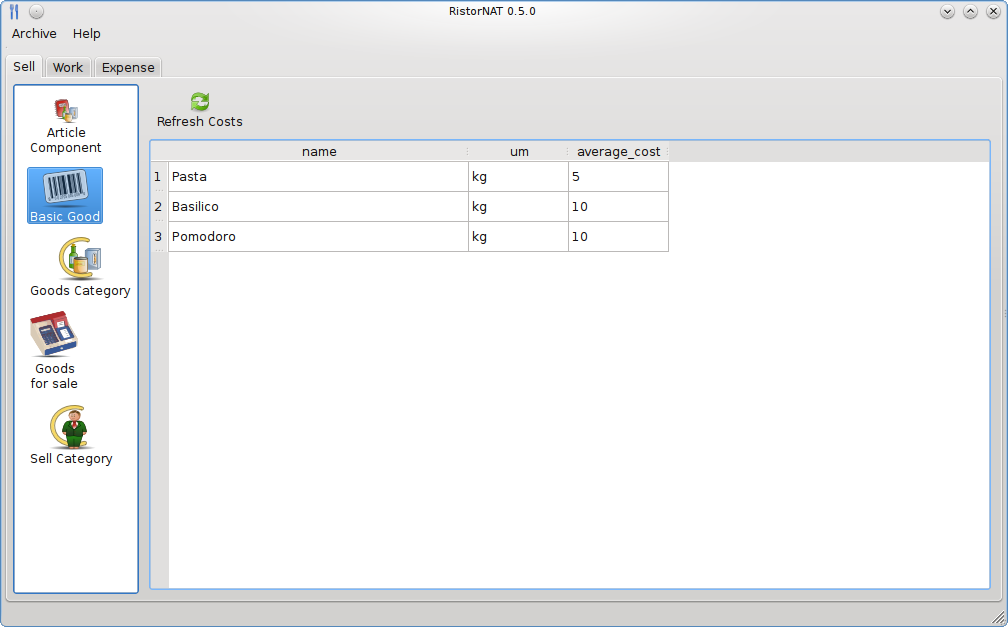 RistorNAT 0.5.0
Archive Help
Sell Work Expense
Article
Component
Basic Good
Goods Category
Goods
for sale
Sell Category
Refresh Costs
name um average_cost
1 Pasta kg 5
2 Basilico kg 10
3 Pomodoro kg 10